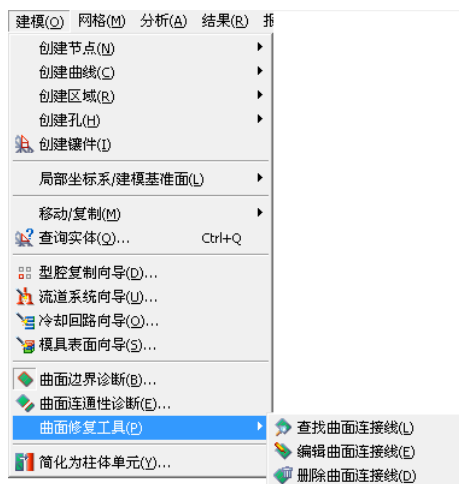 建模(O) 网格(M) 分析(A) 结果(R)
创建节点(N)
创建曲线(C)
创建区域(R)
创建孔(H)
创建镶件(I)
局部坐标系/建模基准面(L)
移动/复制(M)
查询实体(Q)... Ctrl+Q
型腔复制向导(D)...
流道系统向导(U)...
冷却回路向导(O)...
模具表面向导(S)...
曲面边界诊断(B)...
曲面连通性诊断(E)...
曲面修复工具(P)
查找曲面连接线(L)
编辑曲面连接线(E)
简化为柱体单元(Y)...
删除曲面连接线(D)